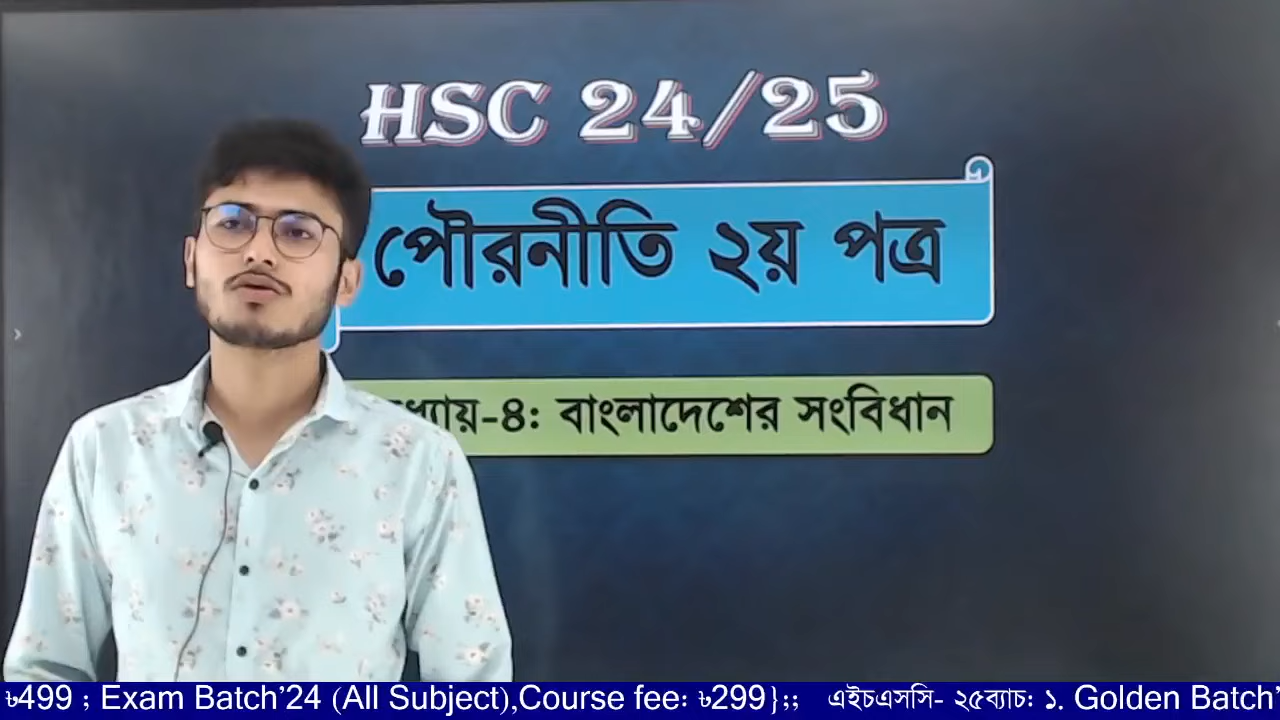 HSC 24/25
পৌরনীতি ২য় পত্র
ধ্যায়-৪: বাংলাদেশের সংবিধান
৳499 ; Exam Batch'24 (All Subject),Course fee: ৳299};; এইচএসসি- ২৫ব্যাচ: ১. Golden Batch'